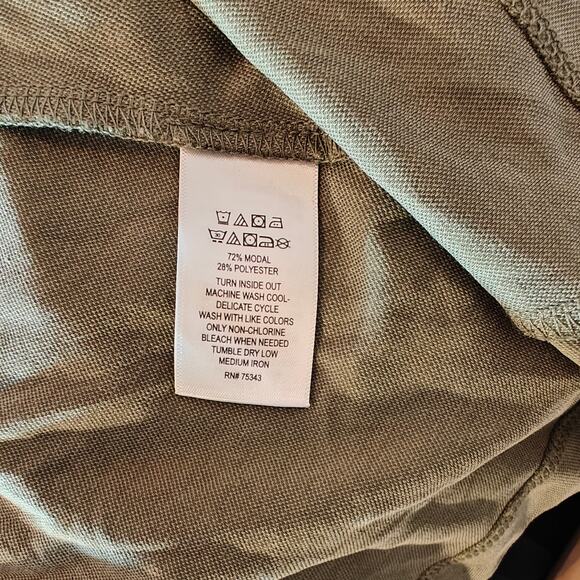 72% MODAL
28% POLYESTER
TURN INSIDE OUT
MACHINE WASH COOL-
DELICATE CYCLE
WASH WITH LIKE COLORS
ONLY NON-CHLORINE
BLEACH WHEN NEEDED
TUMBLE DRY LOW
MEDIUM IRON
RN# 75343